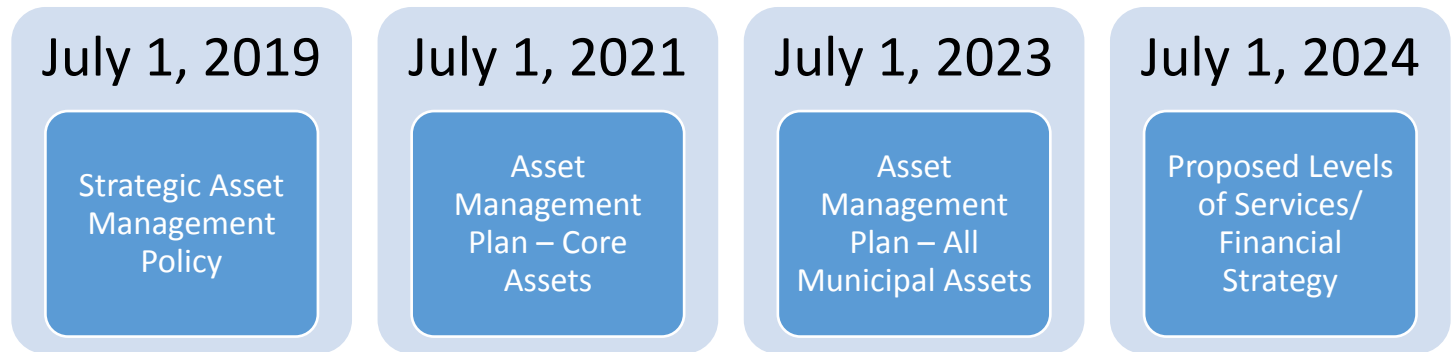 July 1, 2019
Strategic Asset
Management
Policy
July 1, 2021
Asset
Management
Plan – Core
Assets
July 1, 2023
Asset
Management
Plan – All
Municipal Assets
July 1, 2024
Proposed Levels
of Services/
Financial
Strategy